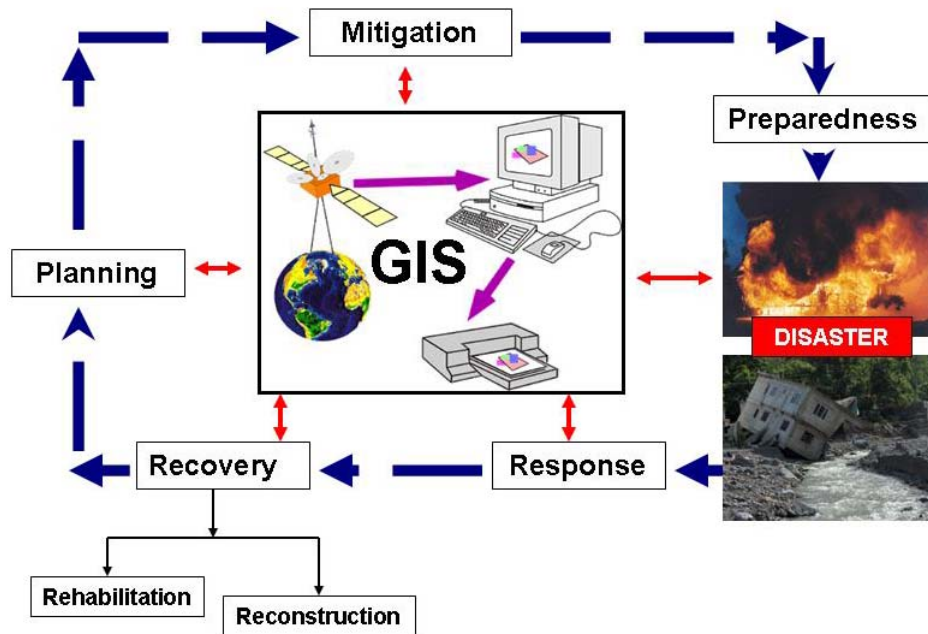 Mitigation
Preparedness
GIS
Planning
DISASTER
Recovery
Response
Rehabilitation
Reconstruction